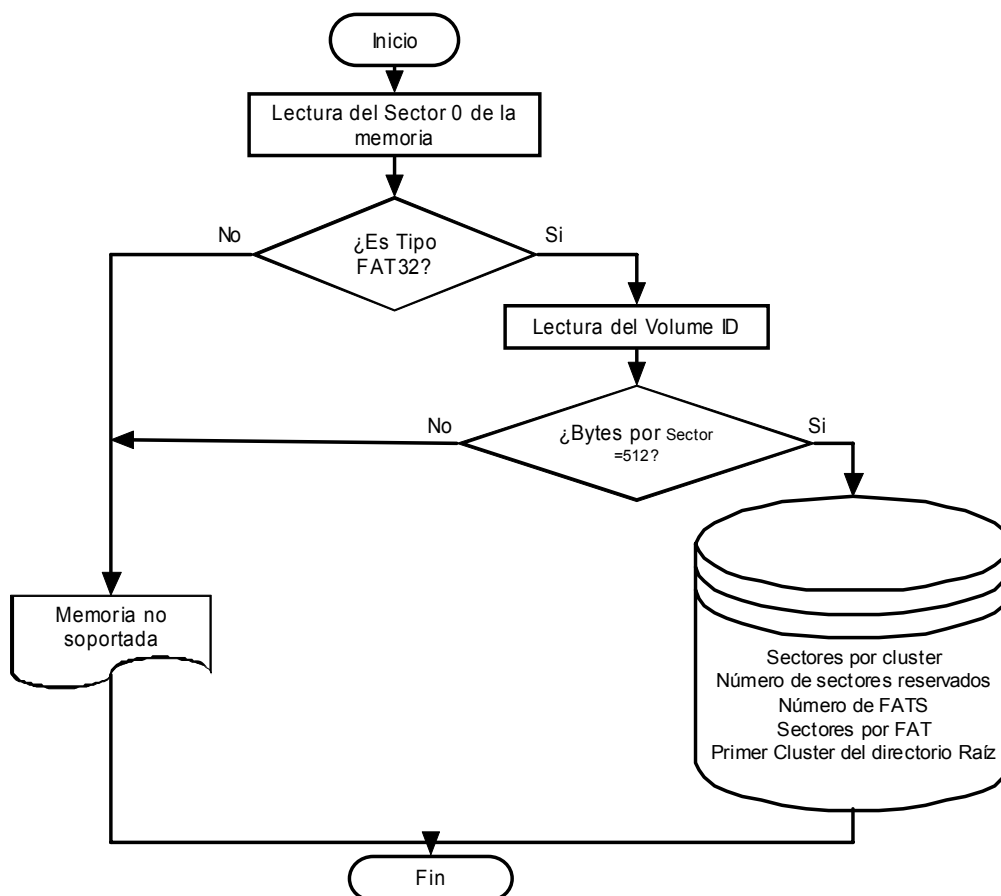 Inicio
Lectura del Sector 0 de la
memoria
No
¿Es Tipo
FAT32?
Si
Lectura del Volume ID
No
¿Bytes por Sector
=512?
Si
Memoria no
soportada
Sectores por cluster
Número de sectores reservados
Número de FATS
Sectores por FAT
Primer Cluster del directorio Raíz
Fin